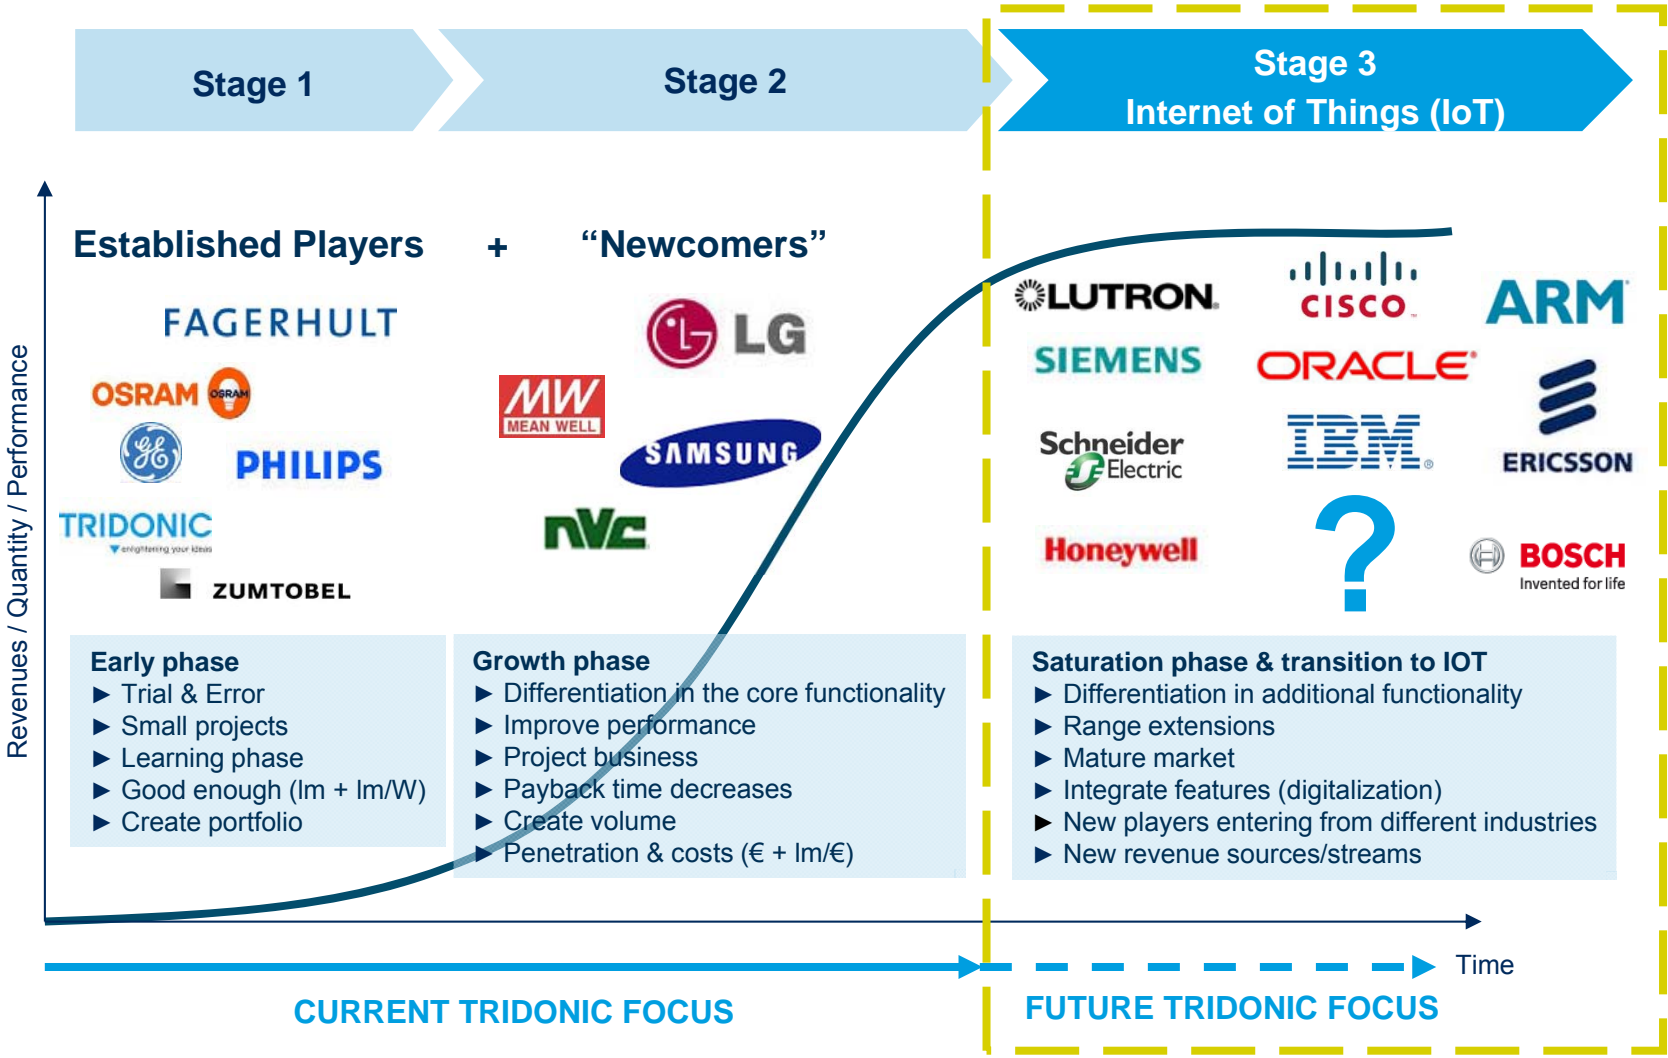 Stage 1
Stage 2
Stage 3
Internet of Things (IoT)
Revenues / Quantity / Performance
Established Players + “Newcomers”
FAGERHULT
OSRAM OSRAM
GE
PHILIPS
TRIDONIC
enlightening your ideas
ZUMTOBEL
LG
MW
MEAN WELL
SAMSUNG
nVc
LUTRON.
CISCO
ARM
SIEMENS
ORACLE
Schneider
Electric
IBM®
ERICSSON
Honeywell
?
BOSCH
Invented for life
Early phase
► Trial & Error
► Small projects
► Learning phase
► Good enough (lm + lm/W)
► Create portfolio
Growth phase
► Differentiation in the core functionality
► Improve performance
► Project business
► Payback time decreases
► Create volume
► Penetration & costs (€ + lm/€)
Saturation phase & transition to IOT
► Differentiation in additional functionality
► Range extensions
► Mature market
► Integrate features (digitalization)
► New players entering from different industries
► New revenue sources/streams
Time
CURRENT TRIDONIC FOCUS
FUTURE TRIDONIC FOCUS